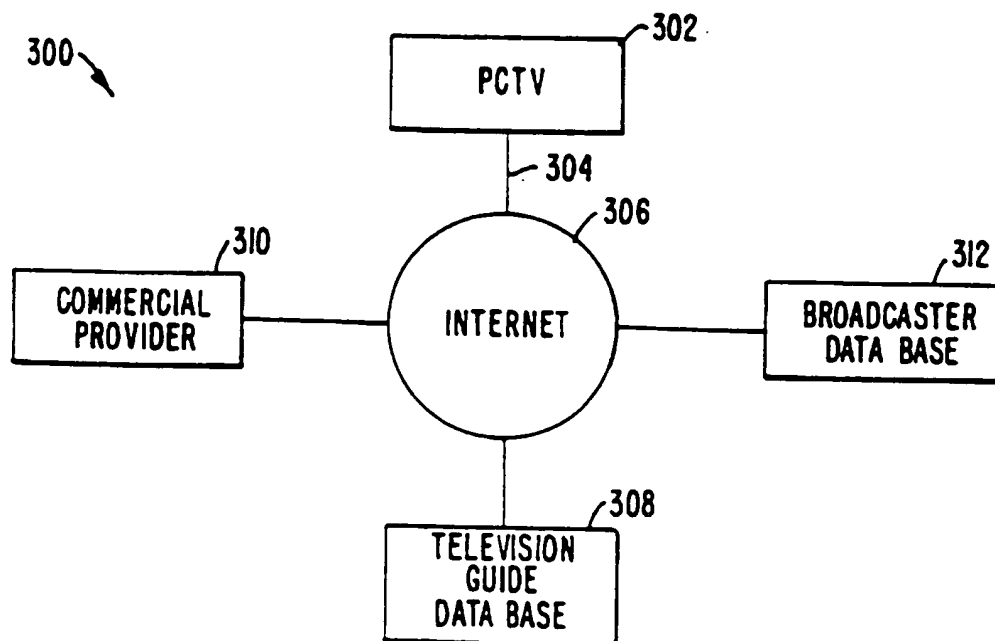 300
302
PCTV
304
306
310
312
COMMERCIAL
PROVIDER
INTERNET
BROADCASTER
DATA BASE
308
TELEVISION
GUIDE
DATA BASE